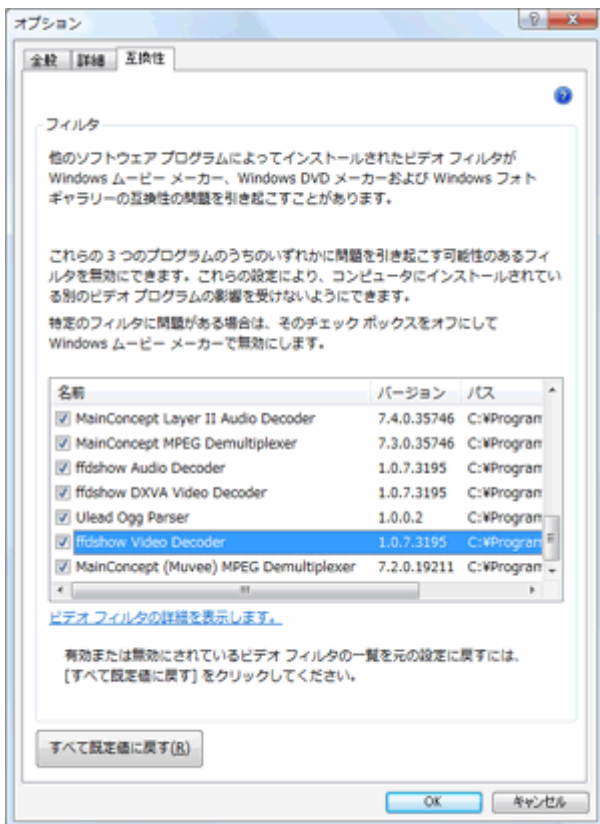 オプション
全般 詳細 互換性
フィルタ
他のソフトウェア プログラムによってインストールされたビデオ フィルタが
Windows ムービー メーカー、Windows DVD メーカーおよび Windows フォト
ギャラリーの互換性の問題を引き起こすことがあります。
これらの 3 つのプログラムのうちのいずれかに問題を引き起こす可能性のあるフィ
ルタを無効にできます。これらの設定により、コンピュータにインストールされてい
る別のビデオ プログラムの影響を受けないようにできます。
特定のフィルタに問題がある場合は、そのチェック ボックスをオフにして
Windows ムービー メーカーで無効にします。
名前 バージョン パス
MainConcept Layer II Audio Decoder 7.4.0.35746 C:¥Program
MainConcept MPEG Demultiplexer 7.3.0.35746 C:¥Program
ffdshow Audio Decoder 1.0.7.3195 C:¥Program
ffdshow DXVA Video Decoder 1.0.7.3195 C:¥Program
Ulead Ogg Parser 1.0.0.2 C:¥Program
ffdshow Video Decoder 1.0.7.3195 C:¥Program
MainConcept (Muvee) MPEG Demultiplexer 7.2.0.19211 C:¥Program
ビデオ フィルタの詳細を表示します。
有効または無効にされているビデオ フィルタの一覧を元の設定に戻すには、
[すべて既定値に戻す] をクリックしてください。
すべて既定値に戻す(R)
OK キャンセル